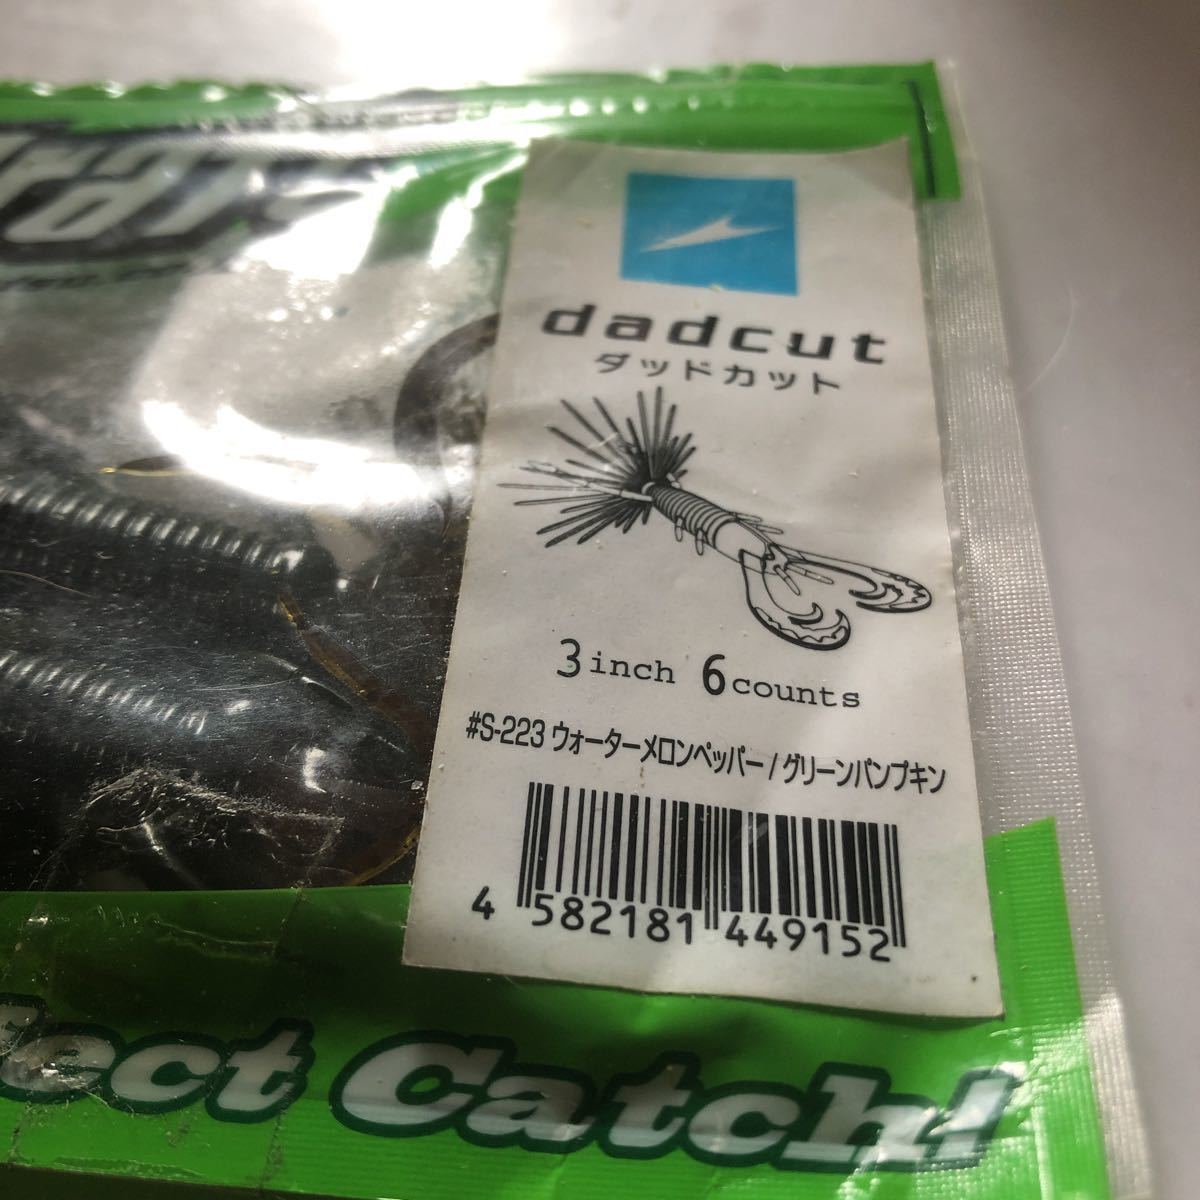 dadcut
ダッドカット
3inch 6counts
#S-223 ウォーターメロンペッパー/グリーンパンプキン
4 582181 449152
ect Catch!